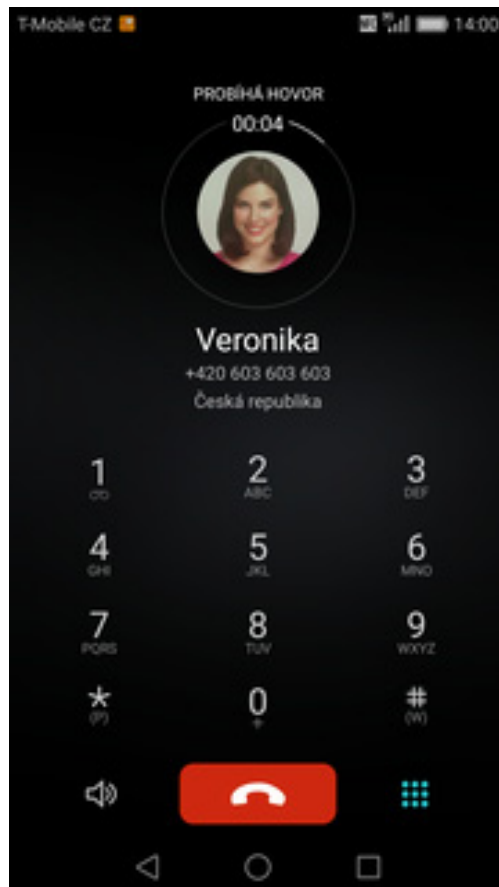 T-Mobile CZ
14:00
PROBÍHÁ HOVOR
00:04
Veronika
+420 603 603 603
Česká republika
1 2 3
ABC DEF
4 5 6
GHI JKL MNO
7 8 9
PQRS TUV WXYZ
* 0 #
(P) + (W)